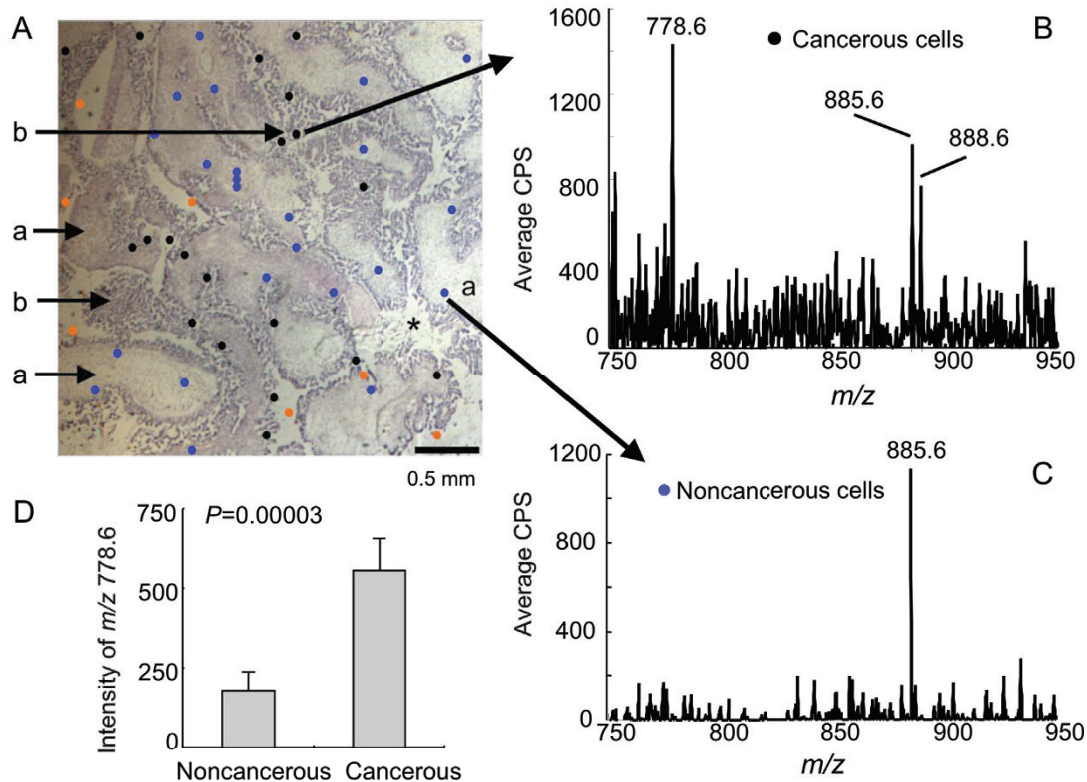 A
b
a
b
a
a
*
0.5 mm
B
1600
1200
800
400
0
Average CPS
778.6
Cancerous cells
885.6
888.6
750 800 850 900 950
m/z
C
1200
800
400
0
Average CPS
885.6
Noncancerous cells
750 800 850 900 950
m/z
D
750
500
250
0
Intensity of m/z 778.6
P=0.00003
Noncancerous Cancerous